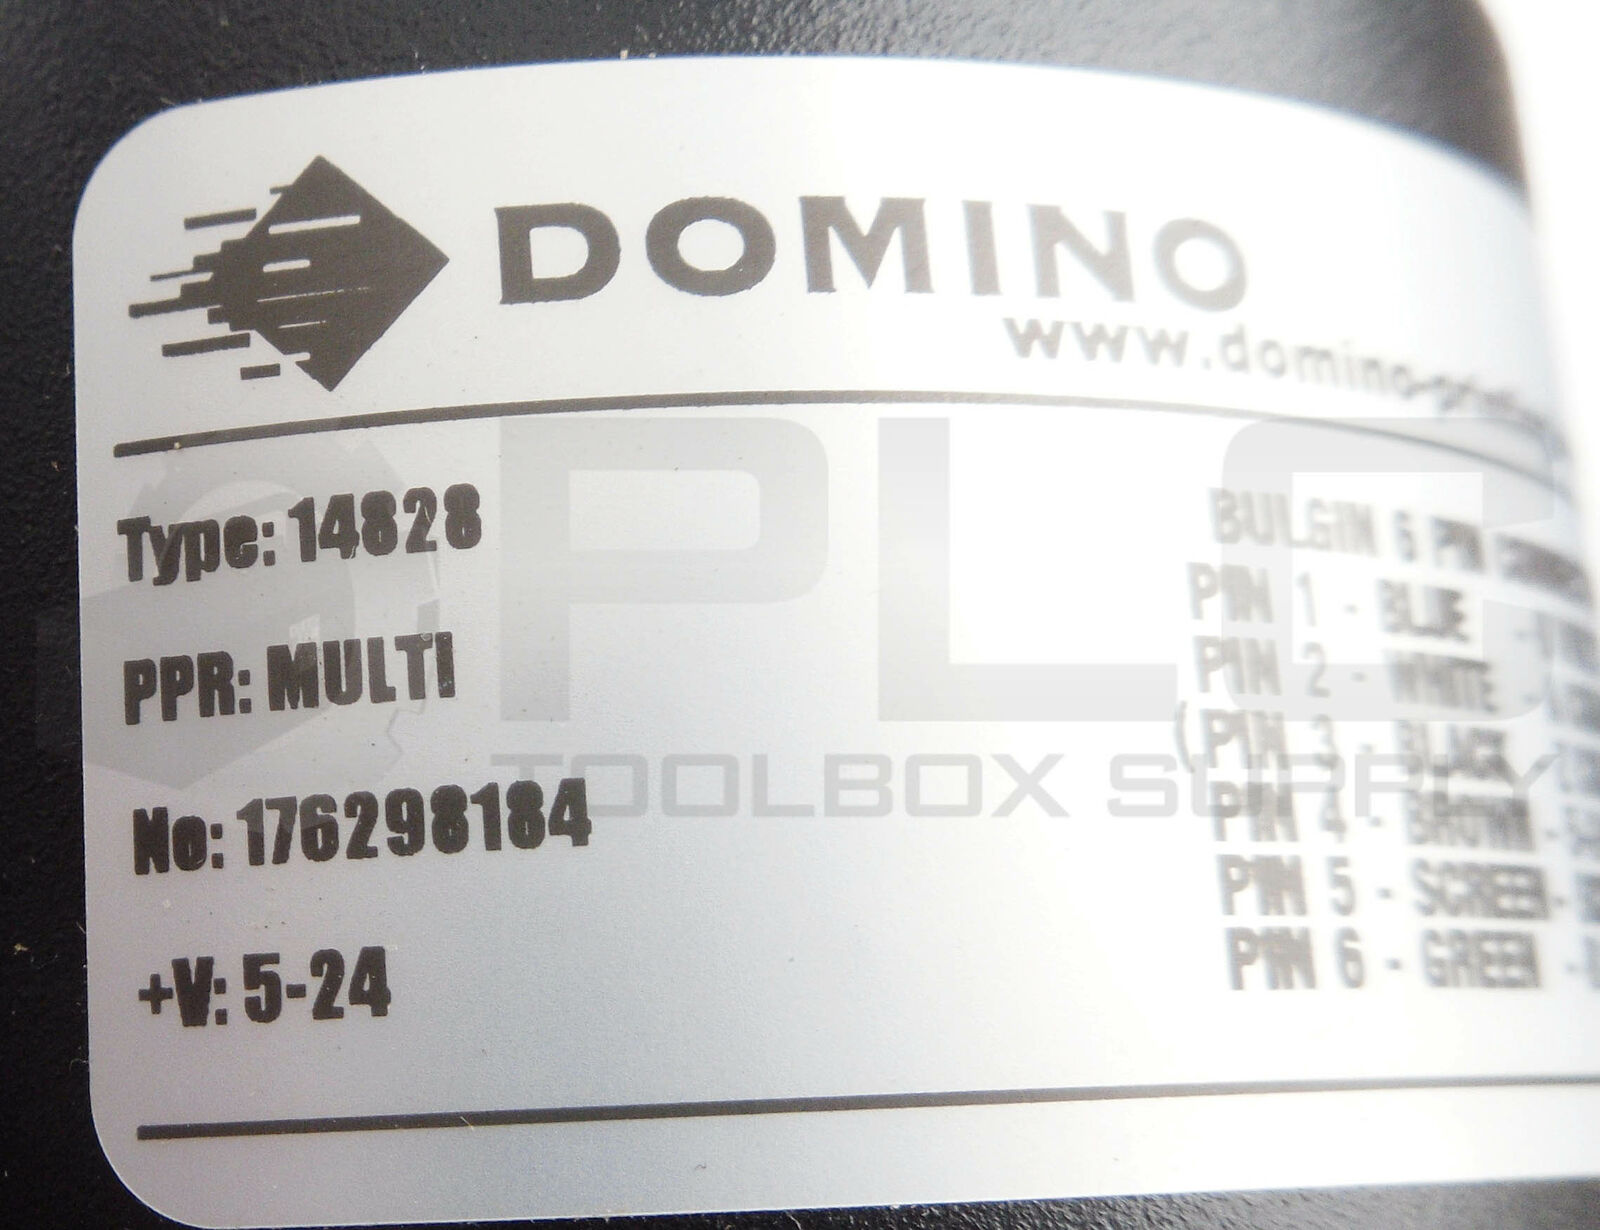 DOMINO
www.domino-
Type: 14828
PPR: MULTI
No: 176298184
+V: 5-24
BULGIN 6 PIN
PIN 1 - BLUE -
PIN 2 - WHITE -
(PIN 3 - BLACK
PIN 4 - BROWN -
PIN 5 - SCREEN -
PIN 6 - GREEN -
PLC
TOOLBOX SUPPLY